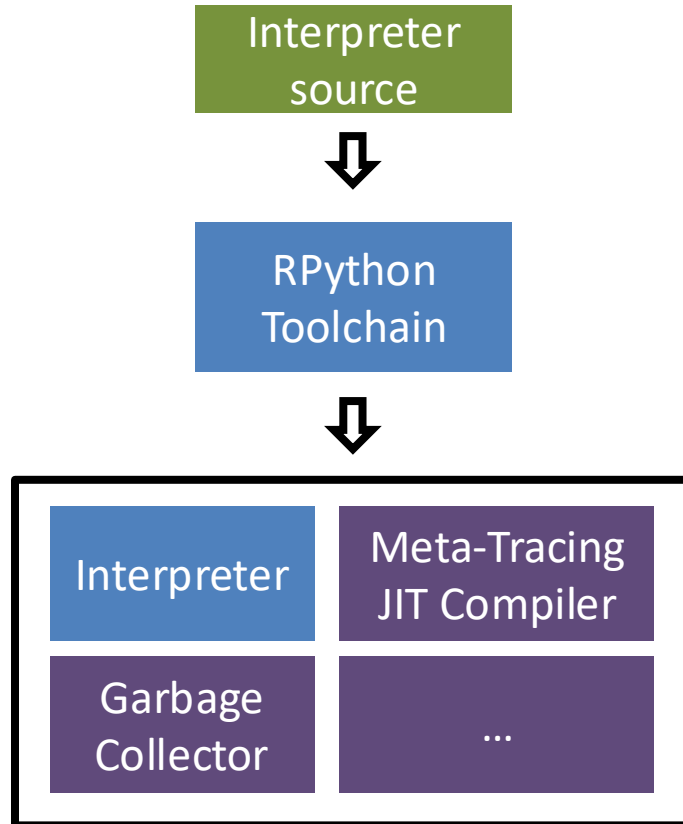 Interpreter
source
RPython
Toolchain
Interpreter
Meta-Tracing
JIT Compiler
Garbage
Collector
...